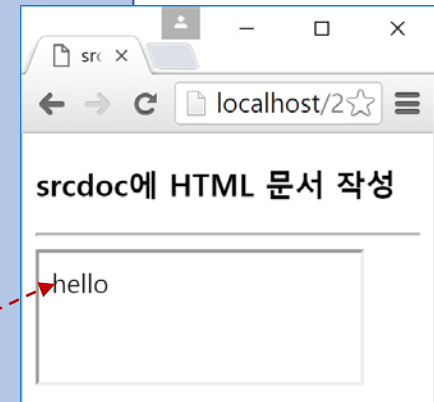 src
localhost/2
srcdoc에 HTML 문서 작성
hello